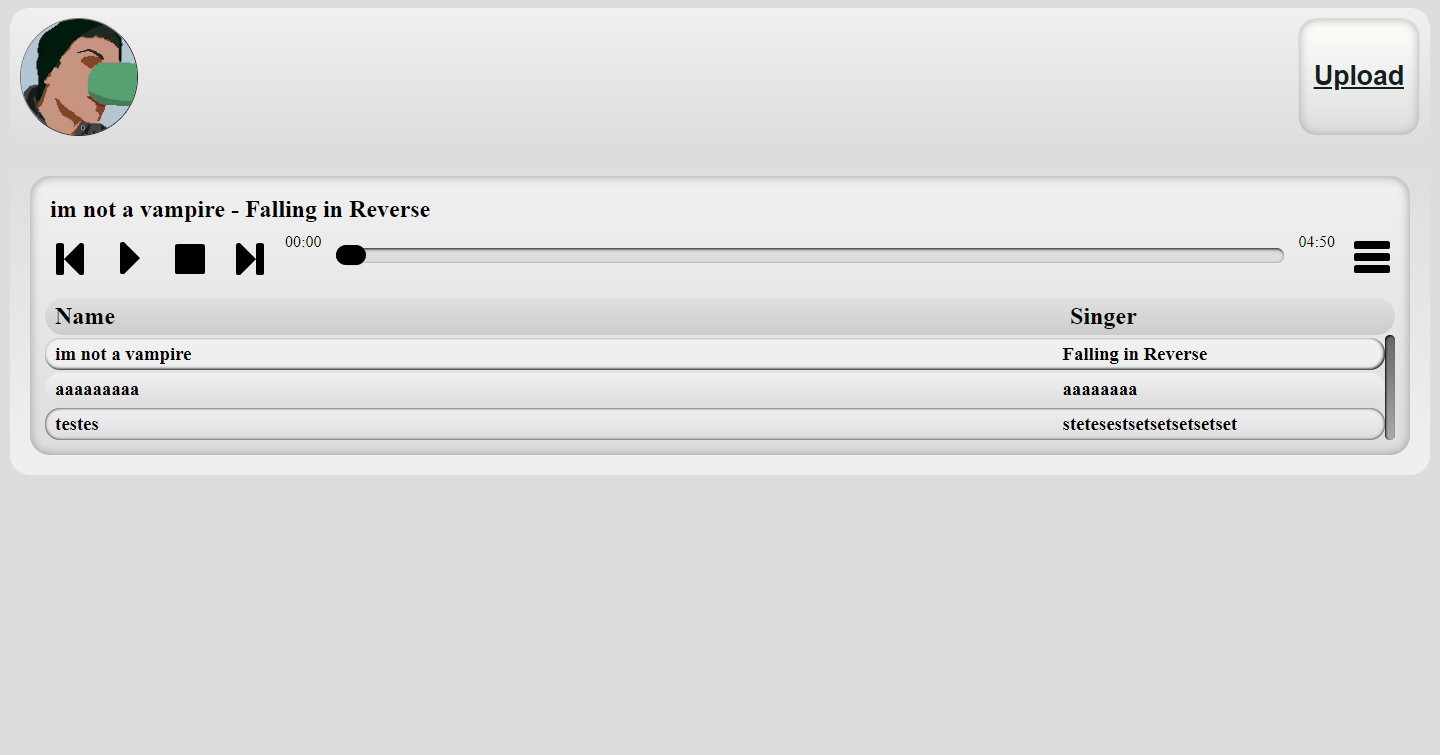 Upload
im not a vampire - Falling in Reverse
00:00 04:50
Name Singer
im not a vampire Falling in Reverse
aaaaaaaaa aaaaaaaa
testes stetesestsetsetsetsetset